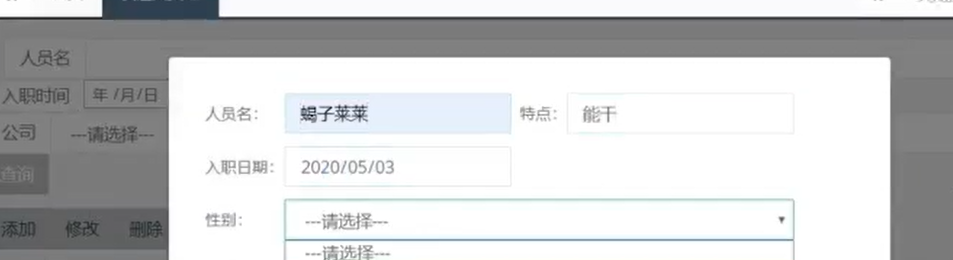 人员名
入职时间 年 /月/日
公司 ---请选择---
查询
添加 修改 删除
人员名: 蝎子莱莱 特点: 能干
入职日期: 2020/05/03
性别: ---请选择---
---请选择---